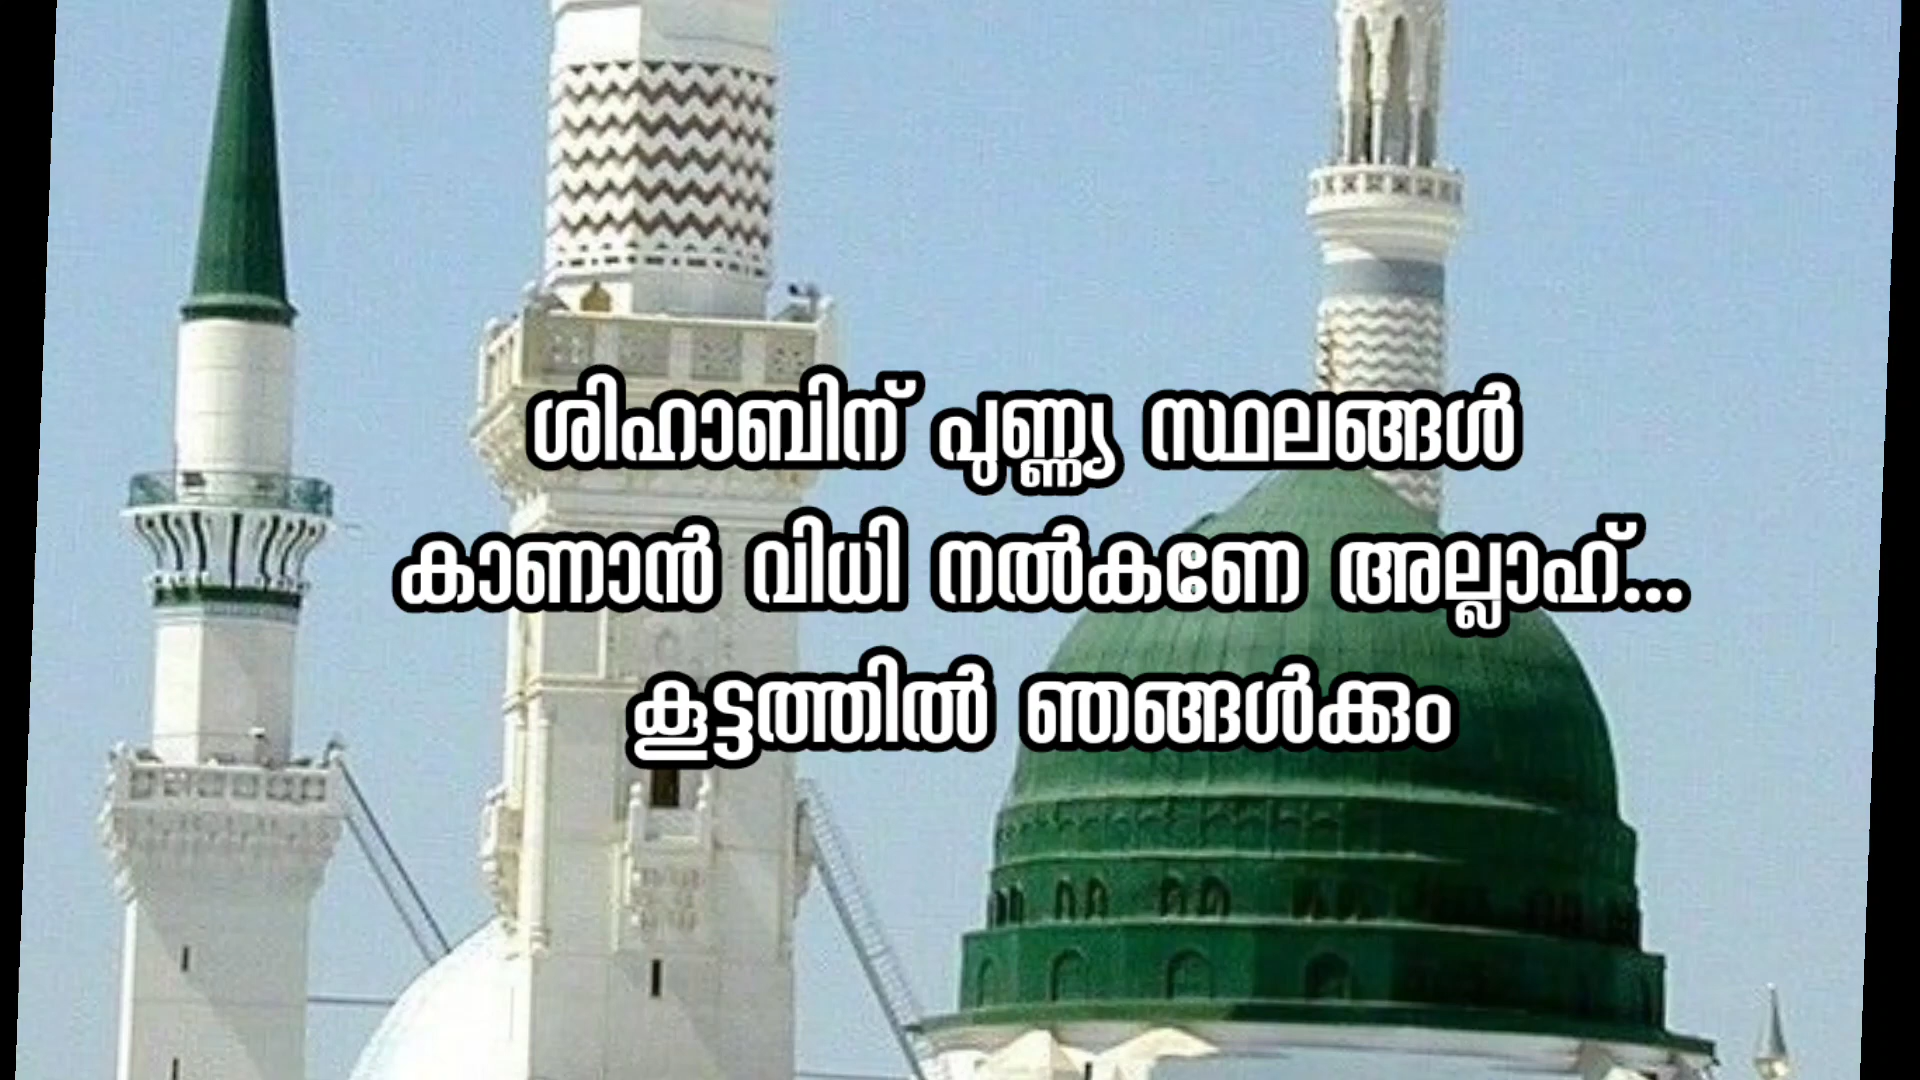 ശിഹാബിന് പുണ്ണ്യ സ്ഥലങ്ങൾ
കാണാൻ വിധി നൽകണേ അല്ലാഹ്...
കൂട്ടത്തിൽ ഞങ്ങൾക്കും